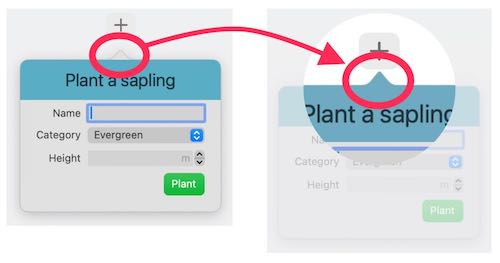 +
Plant a sapling
Name
Category Evergreen
Height m
Plant
+
Plant a sapling
Na
Category Evergreen
Height m
Plant